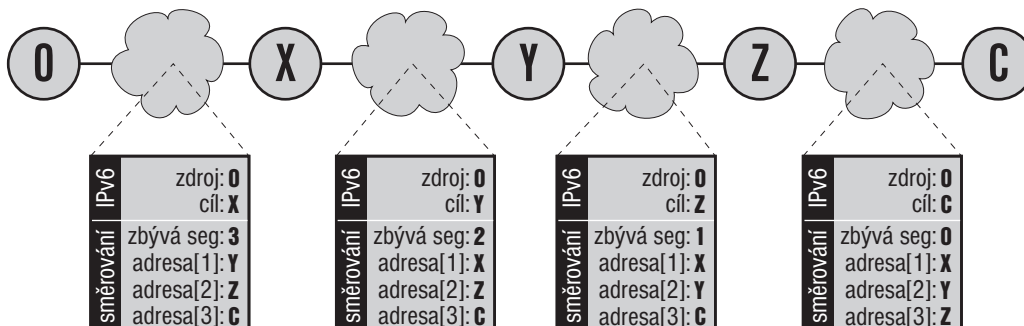 O X Y Z C
IPv6
zdroj: O
cíl: X
směrování
zbývá seg: 3
adresa[1]: Y
adresa[2]: Z
adresa[3]: C
IPv6
zdroj: O
cíl: Y
směrování
zbývá seg: 2
adresa[1]: X
adresa[2]: Z
adresa[3]: C
IPv6
zdroj: O
cíl: Z
směrování
zbývá seg: 1
adresa[1]: X
adresa[2]: Y
adresa[3]: C
IPv6
zdroj: O
cíl: C
směrování
zbývá seg: 0
adresa[1]: X
adresa[2]: Y
adresa[3]: Z